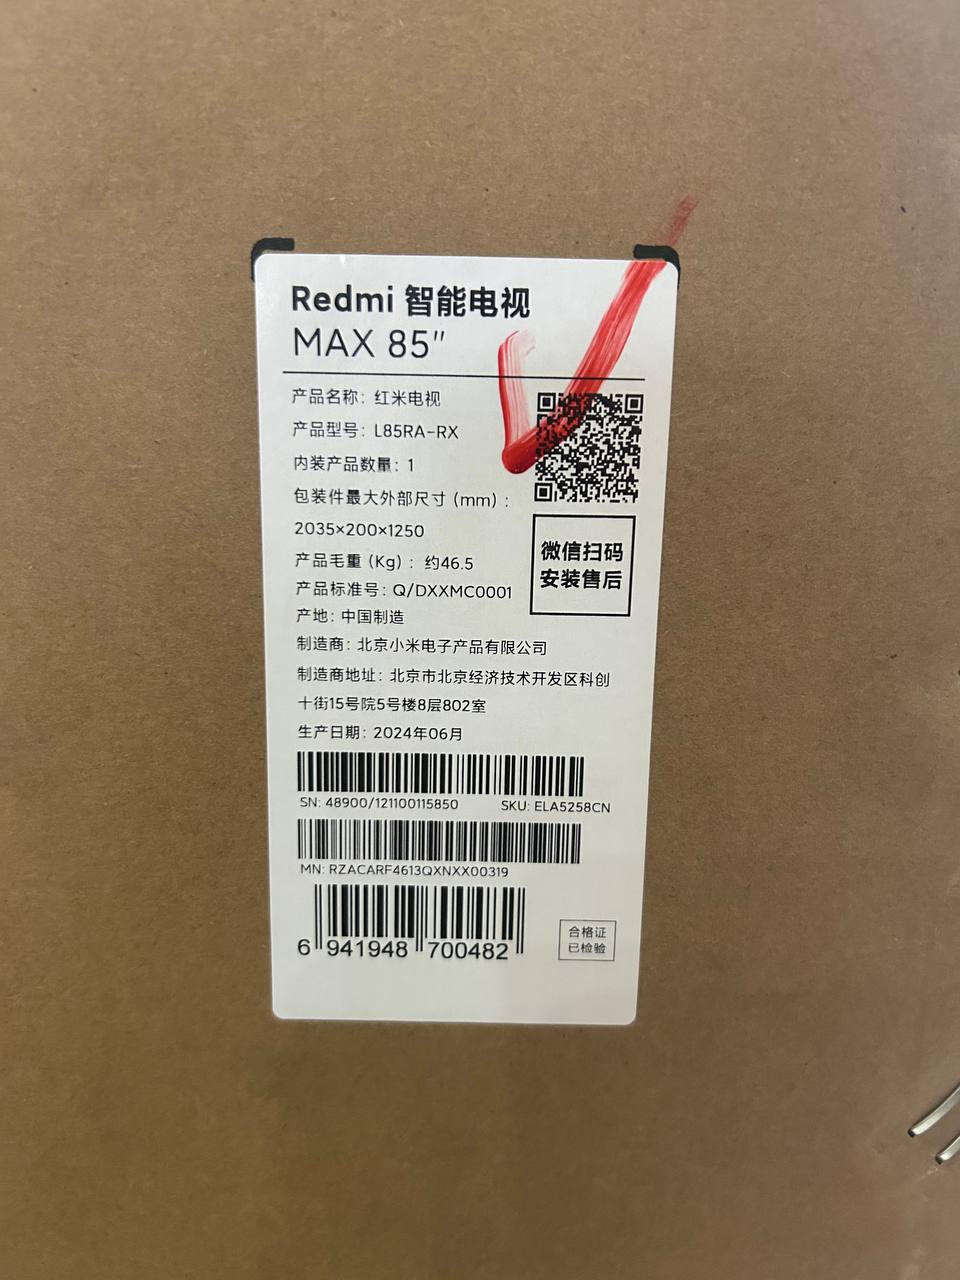 Redmi 智能电视
MAX 85″
产品名称：红米电视
产品型号：L85RA-RX
内装产品数量：1
包装件最大外部尺寸（mm）：
2035×200×1250
产品毛重（Kg）：约46.5
产品标准号：Q/DXXMC0001
产地：中国制造
制造商：北京小米电子产品有限公司
制造商地址：北京市北京经济技术开发区科创
十街15号院5号楼8层802室
生产日期：2024年06月
微信扫码
安装售后
SN: 48900/121100115850 SKU: ELA5258CN
MN: RZACARF4613QXNXX00319
6 941948 700482
合格证
已检验